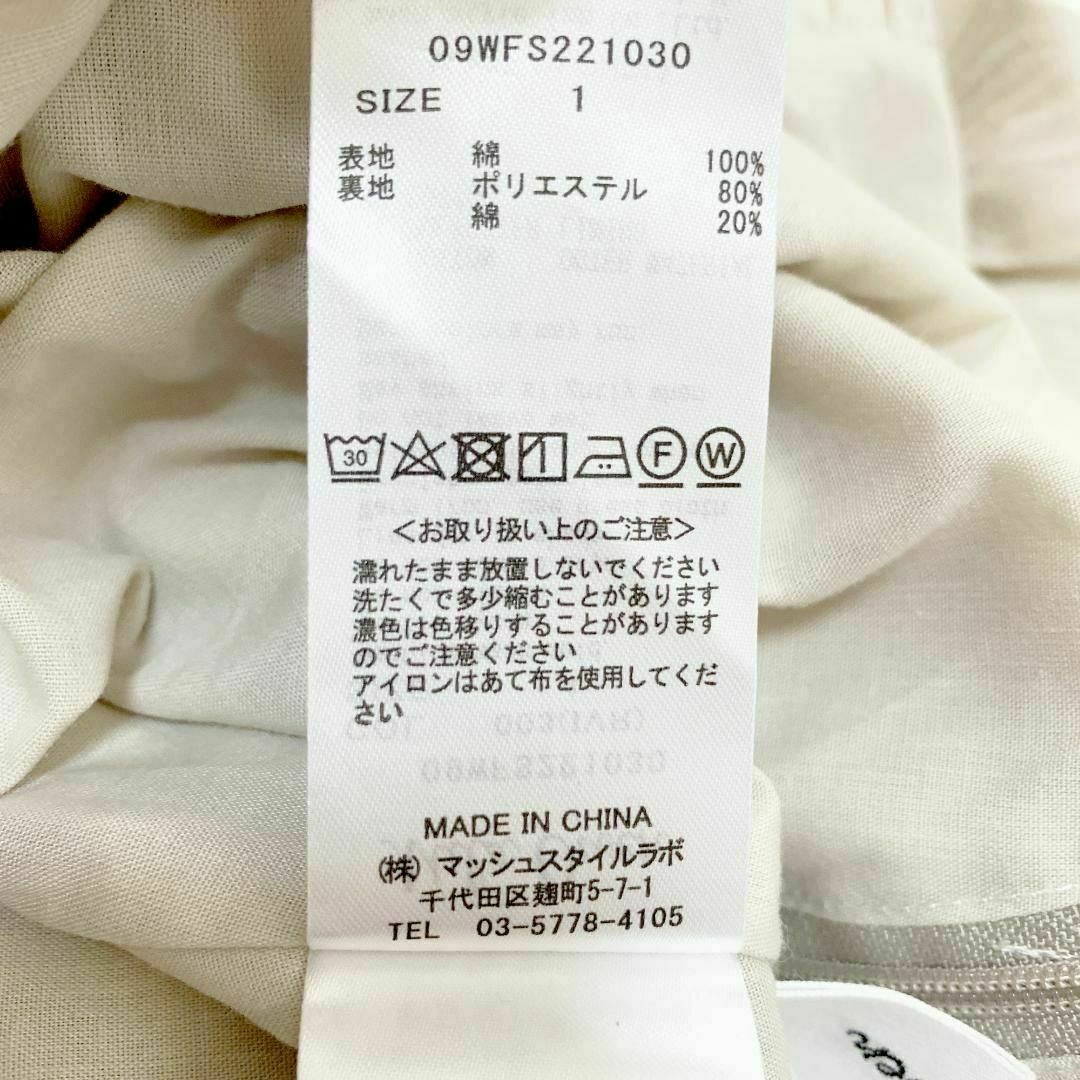 09WFS221030
SIZE 1
表地 綿 100%
裏地 ポリエステル 80%
綿 20%
30 F W
＜お取り扱い上のご注意＞
濡れたまま放置しないでください
洗たくで多少縮むことがあります
濃色は色移りすることがあります
のでご注意ください
アイロンはあて布を使用してくだ
さい
MADE IN CHINA
(株) マッシュスタイルラボ
千代田区麹町5-7-1
TEL 03-5778-4105